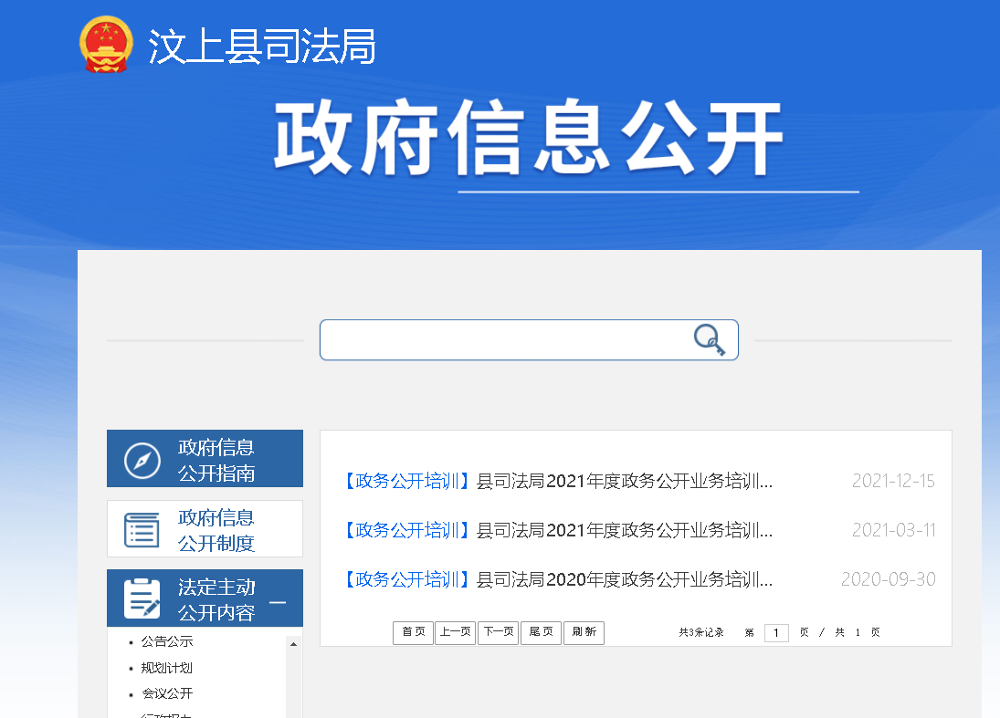 汶上县司法局
政府信息公开
政府信息
公开指南
政府信息
公开制度
法定主动
公开内容
公告公示
规划计划
会议公开
【政务公开培训】县司法局2021年度政务公开业务培训... 2021-12-15
【政务公开培训】县司法局2021年度政务公开业务培训... 2021-03-11
【政务公开培训】县司法局2020年度政务公开业务培训... 2020-09-30
首页 上一页 下一页 尾页 刷新 共3条记录 第 1 页 / 共 1 页